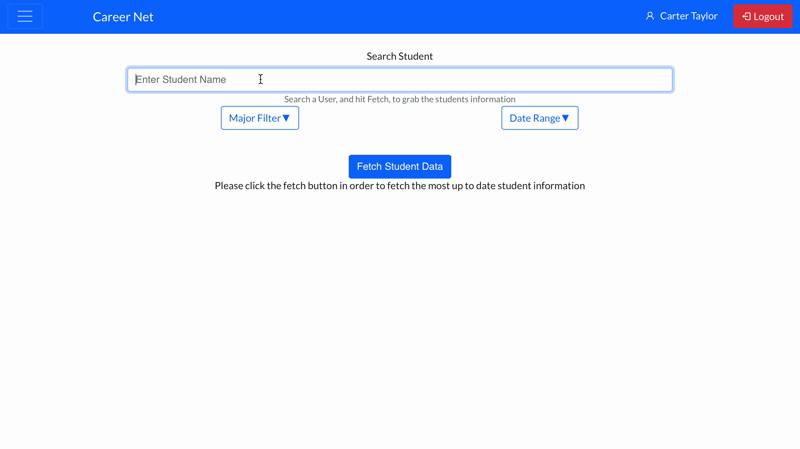 Career Net
Carter Taylor
Logout
Search Student
Enter Student Name
Search a User, and hit Fetch, to grab the students information
Major Filter▼
Date Range▼
Fetch Student Data
Please click the fetch button in order to fetch the most up to date student information